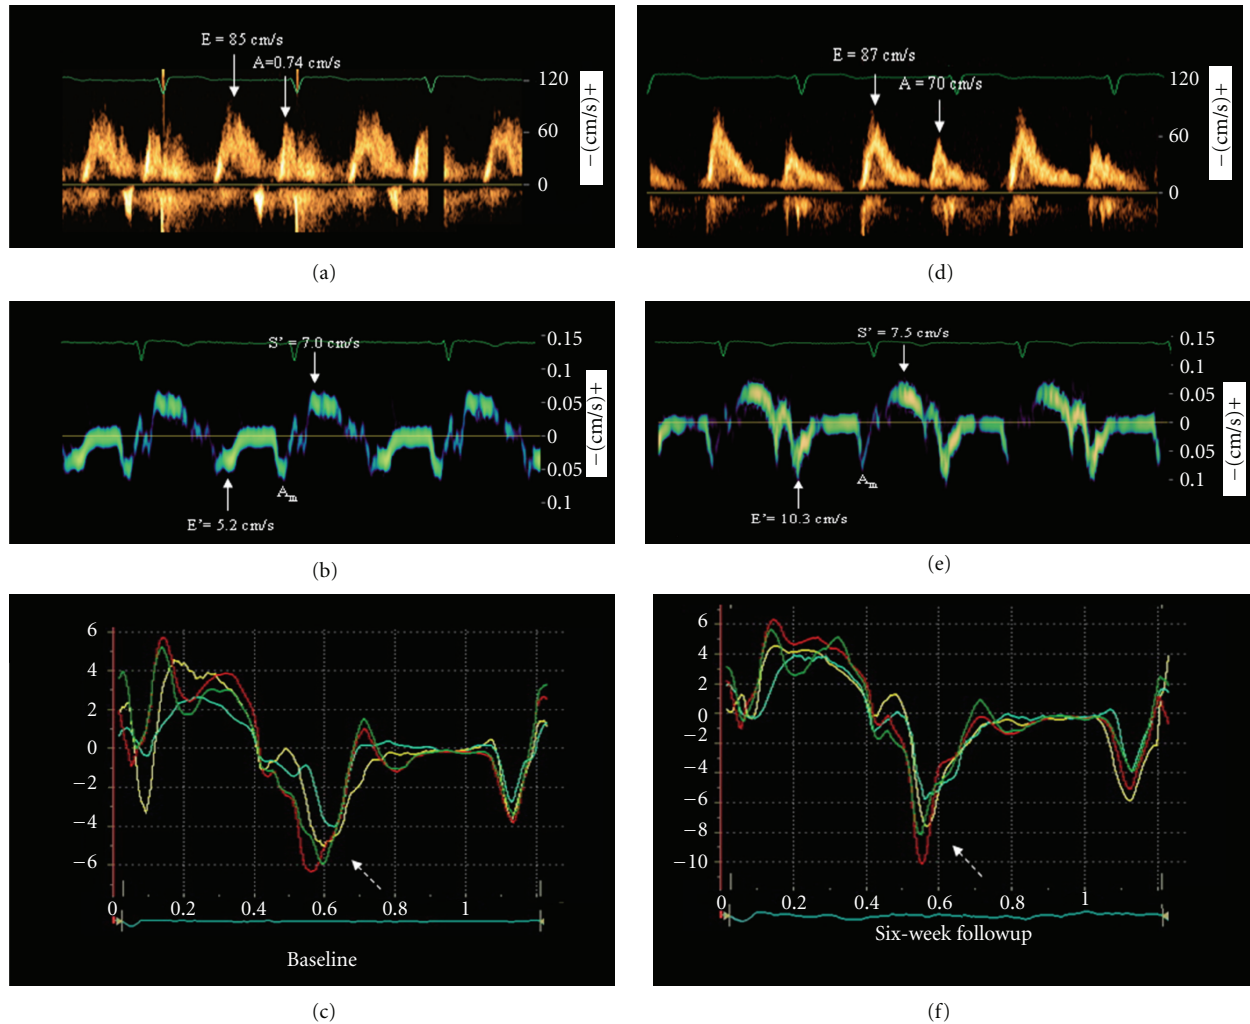 E = 85 cm/s
A=0.74 cm/s
120
60
0
−(cm/s)+
(a)
E = 87 cm/s
A = 70 cm/s
120
60
0
−(cm/s)+
(d)
S' = 7.0 cm/s
0.15
0.1
0.05
0
0.05
0.1
−(cm/s)+
Am
E'= 5.2 cm/s
(b)
S' = 7.5 cm/s
0.15
0.1
0.05
0
0.05
0.1
−(cm/s)+
Am
E'= 10.3 cm/s
(e)
6
4
2
0
−2
−4
−6
0 0.2 0.4 0.6 0.8 1
Baseline
(c)
6
4
2
0
−2
−4
−6
−8
−10
0 0.2 0.4 0.6 0.8 1
Six-week followup
(f)